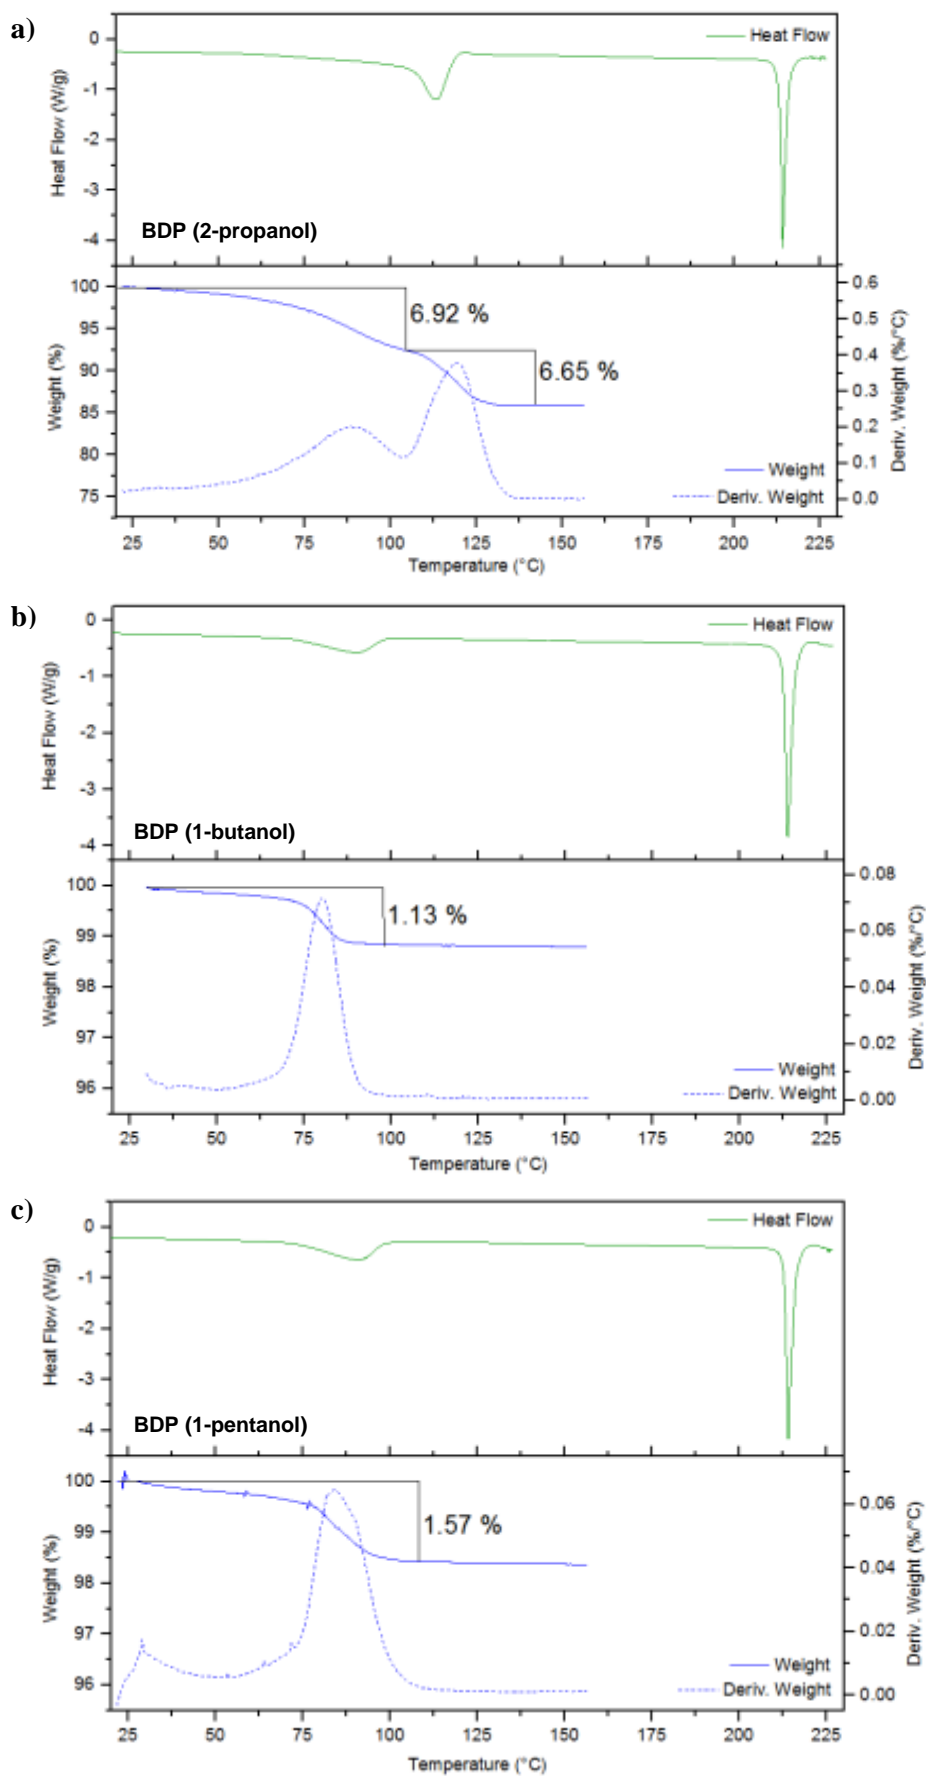 a)
Heat Flow
0
-1
-2
-3
-4
Heat Flow (W/g)
BDP (2-propanol)
100
95
90
85
80
75
Weight (%)
6.92 %
6.65 %
0.6
0.5
0.4
0.3
0.2
0.1
0.0
Deriv. Weight (%/°C)
Weight
Deriv. Weight
25 50 75 100 125 150 175 200 225
Temperature (°C)
b)
Heat Flow
0
-1
-2
-3
-4
Heat Flow (W/g)
BDP (1-butanol)
100
99
98
97
96
Weight (%)
1.13 %
0.08
0.06
0.04
0.02
0.00
Deriv. Weight (%/°C)
Weight
Deriv. Weight
25 50 75 100 125 150 175 200 225
Temperature (°C)
c)
Heat Flow
0
-1
-2
-3
-4
Heat Flow (W/g)
BDP (1-pentanol)
100
99
98
97
96
Weight (%)
1.57 %
0.06
0.04
0.02
0.00
Deriv. Weight (%/°C)
Weight
Deriv. Weight
25 50 75 100 125 150 175 200 225
Temperature (°C)